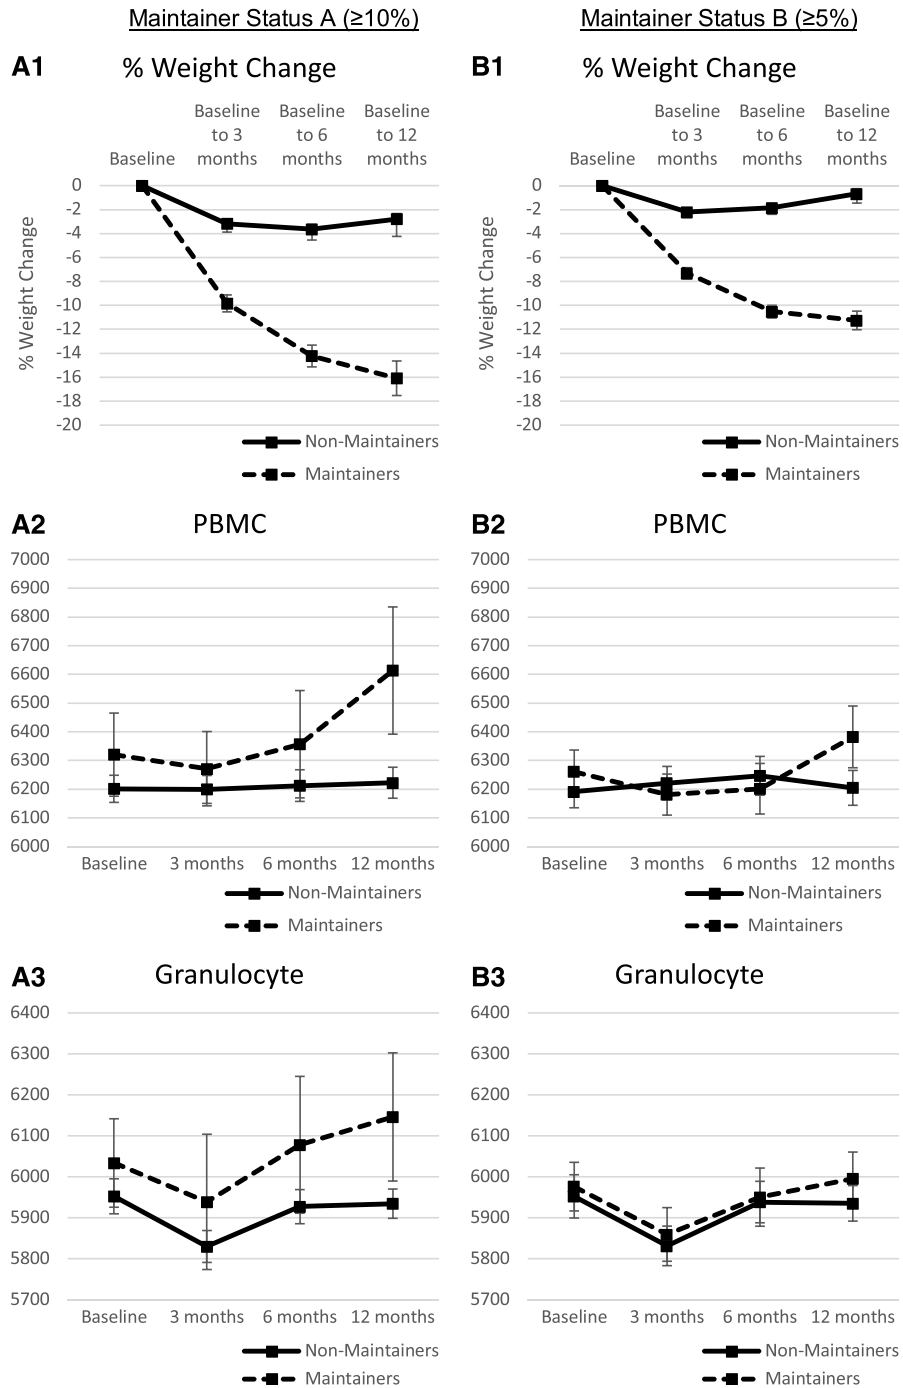 Maintainer Status A (≥10%)
Maintainer Status B (≥5%)
A1
% Weight Change
Baseline
Baseline to 3 months
Baseline to 6 months
Baseline to 12 months
% Weight Change
0
-2
-4
-6
-8
-10
-12
-14
-16
-18
-20
Non-Maintainers
Maintainers
B1
% Weight Change
Baseline
Baseline to 3 months
Baseline to 6 months
Baseline to 12 months
% Weight Change
0
-2
-4
-6
-8
-10
-12
-14
-16
-18
-20
Non-Maintainers
Maintainers
A2
PBMC
7000
6900
6800
6700
6600
6500
6400
6300
6200
6100
6000
Baseline 3 months 6 months 12 months
Non-Maintainers
Maintainers
B2
PBMC
7000
6900
6800
6700
6600
6500
6400
6300
6200
6100
6000
Baseline 3 months 6 months 12 months
Non-Maintainers
Maintainers
A3
Granulocyte
6400
6300
6200
6100
6000
5900
5800
5700
Baseline 3 months 6 months 12 months
Non-Maintainers
Maintainers
B3
Granulocyte
6400
6300
6200
6100
6000
5900
5800
5700
Baseline 3 months 6 months 12 months
Non-Maintainers
Maintainers